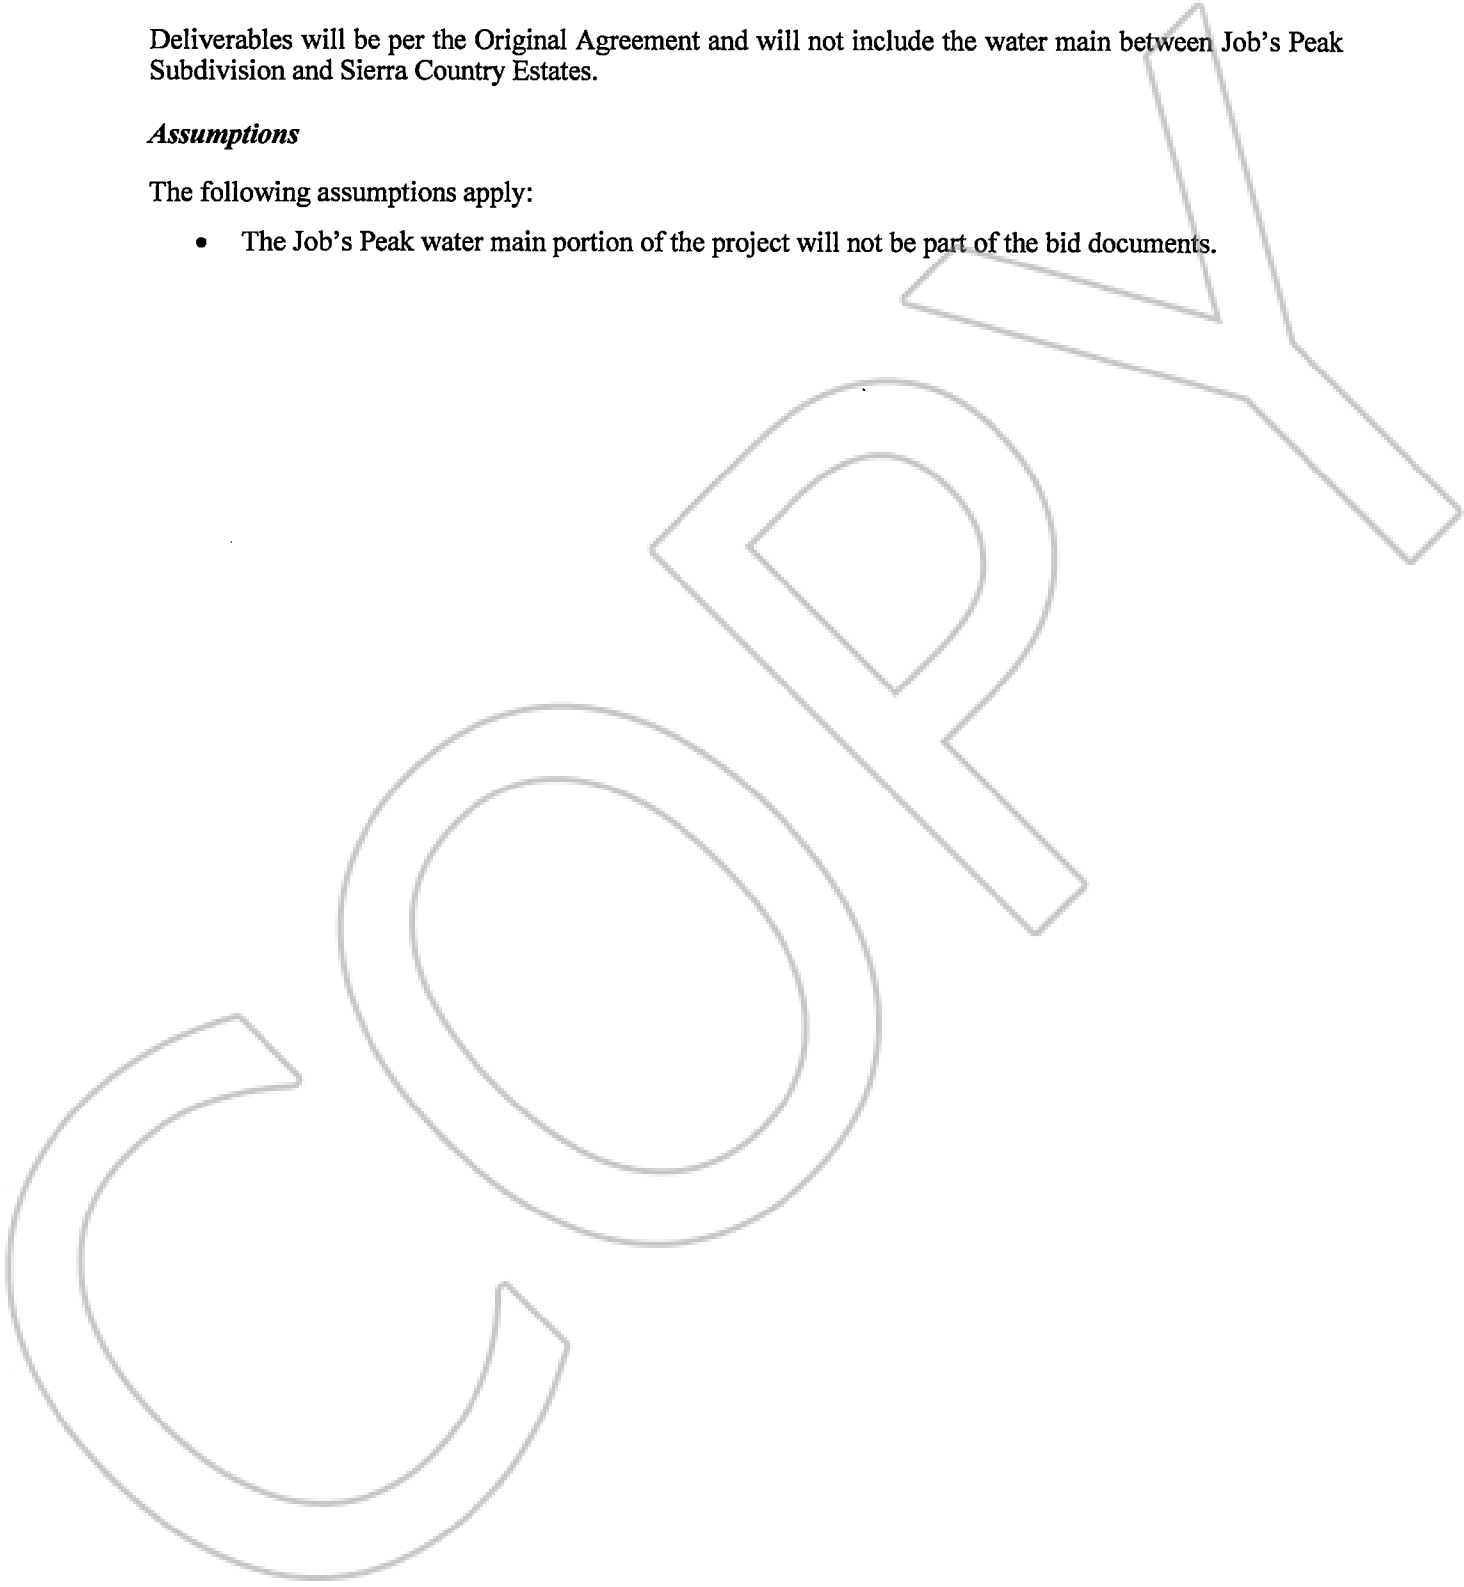 Deliverables will be per the Original Agreement and will not include the water main between Job's Peak
Subdivision and Sierra Country Estates.
Assumptions
The following assumptions apply:
• The Job's Peak water main portion of the project will not be part of the bid documents.
COPY